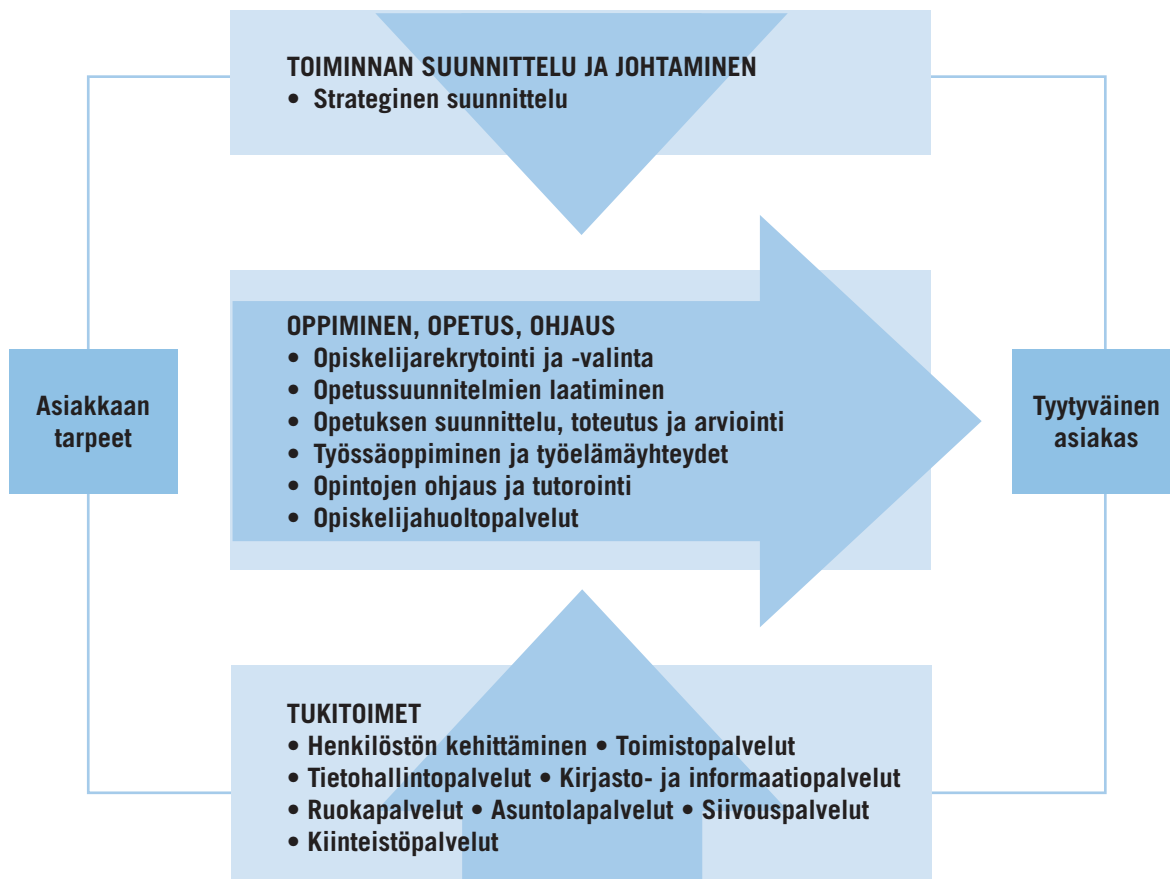 TOIMINNAN SUUNNITTELU JA JOHTAMINEN
• Strateginen suunnittelu
Asiakkaan
tarpeet
OPPIMINEN, OPETUS, OHJAUS
• Opiskelijarekrytointi ja -valinta
• Opetussuunnitelmien laatiminen
• Opetuksen suunnittelu, toteutus ja arviointi
• Työssäoppiminen ja työelämäyhteydet
• Opintojen ohjaus ja tutorointi
• Opiskelijahuoltopalvelut
Tyytyväinen
asiakas
TUKITOIMET
• Henkilöstön kehittäminen • Toimistopalvelut
• Tietohallintopalvelut • Kirjasto- ja informaatiopalvelut
• Ruokapalvelut • Asuntolapalvelut • Siivouspalvelut
• Kiinteistöpalvelut